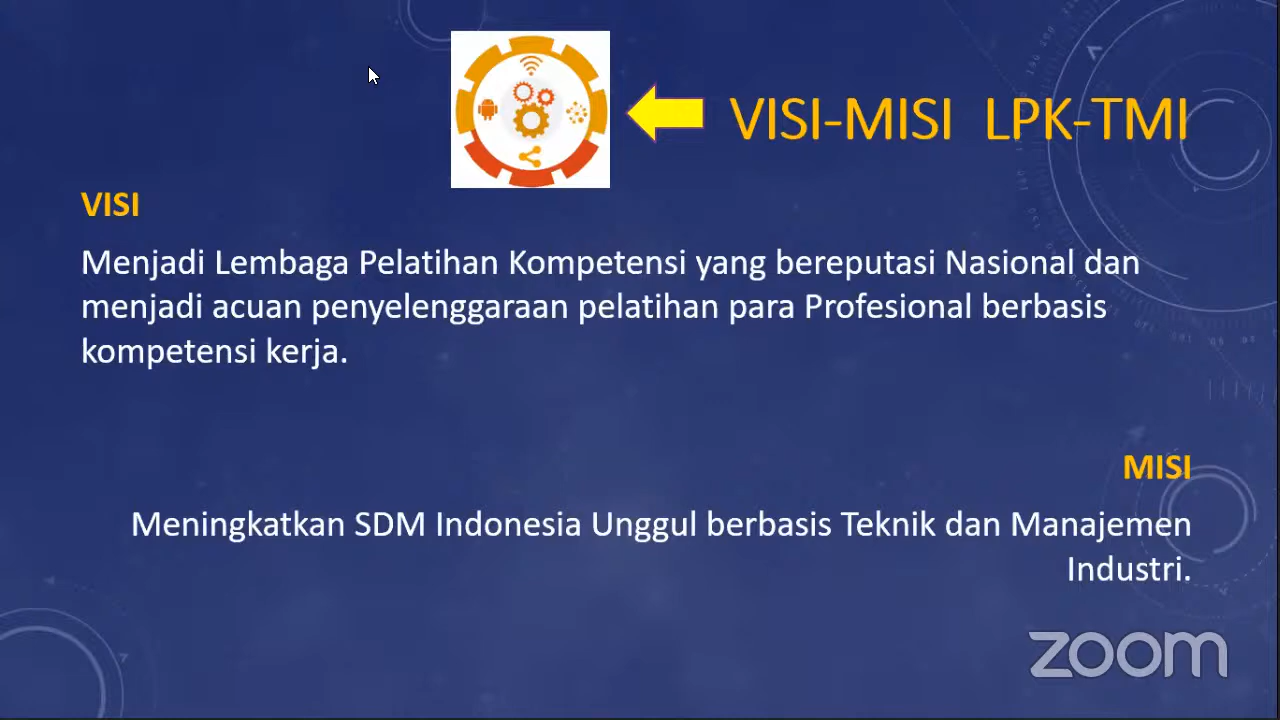 VISI-MISI LPK-TMI
VISI
Menjadi Lembaga Pelatihan Kompetensi yang bereputasi Nasional dan
menjadi acuan penyelenggaraan pelatihan para Profesional berbasis
kompetensi kerja.
MISI
Meningkatkan SDM Indonesia Unggul berbasis Teknik dan Manajemen
Industri.
zoom